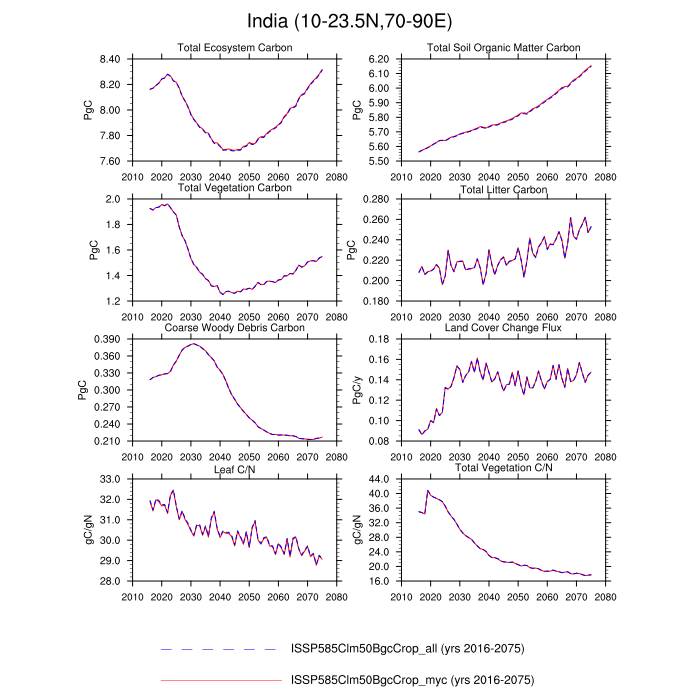 India (10-23.5N,70-90E)
Total Ecosystem Carbon
Total Soil Organic Matter Carbon
PgC
8.40
8.20
8.00
7.80
7.60
2010 2020 2030 2040 2050 2060 2070 2080
PgC
6.20
6.10
6.00
5.90
5.80
5.70
5.60
5.50
2010 2020 2030 2040 2050 2060 2070 2080
Total Vegetation Carbon
Total Litter Carbon
PgC
2.0
1.8
1.6
1.4
1.2
2010 2020 2030 2040 2050 2060 2070 2080
PgC
0.280
0.260
0.240
0.220
0.200
0.180
2010 2020 2030 2040 2050 2060 2070 2080
Coarse Woody Debris Carbon
Land Cover Change Flux
PgC
0.390
0.360
0.330
0.300
0.270
0.240
0.210
2010 2020 2030 2040 2050 2060 2070 2080
PgC/y
0.18
0.16
0.14
0.12
0.10
0.08
2010 2020 2030 2040 2050 2060 2070 2080
Leaf C/N
Total Vegetation C/N
gC/gN
33.0
32.0
31.0
30.0
29.0
28.0
2010 2020 2030 2040 2050 2060 2070 2080
gC/gN
44.0
40.0
36.0
32.0
28.0
24.0
20.0
16.0
2010 2020 2030 2040 2050 2060 2070 2080
ISSP585Clm50BgcCrop_all (yrs 2016-2075)
ISSP585Clm50BgcCrop_myc (yrs 2016-2075)